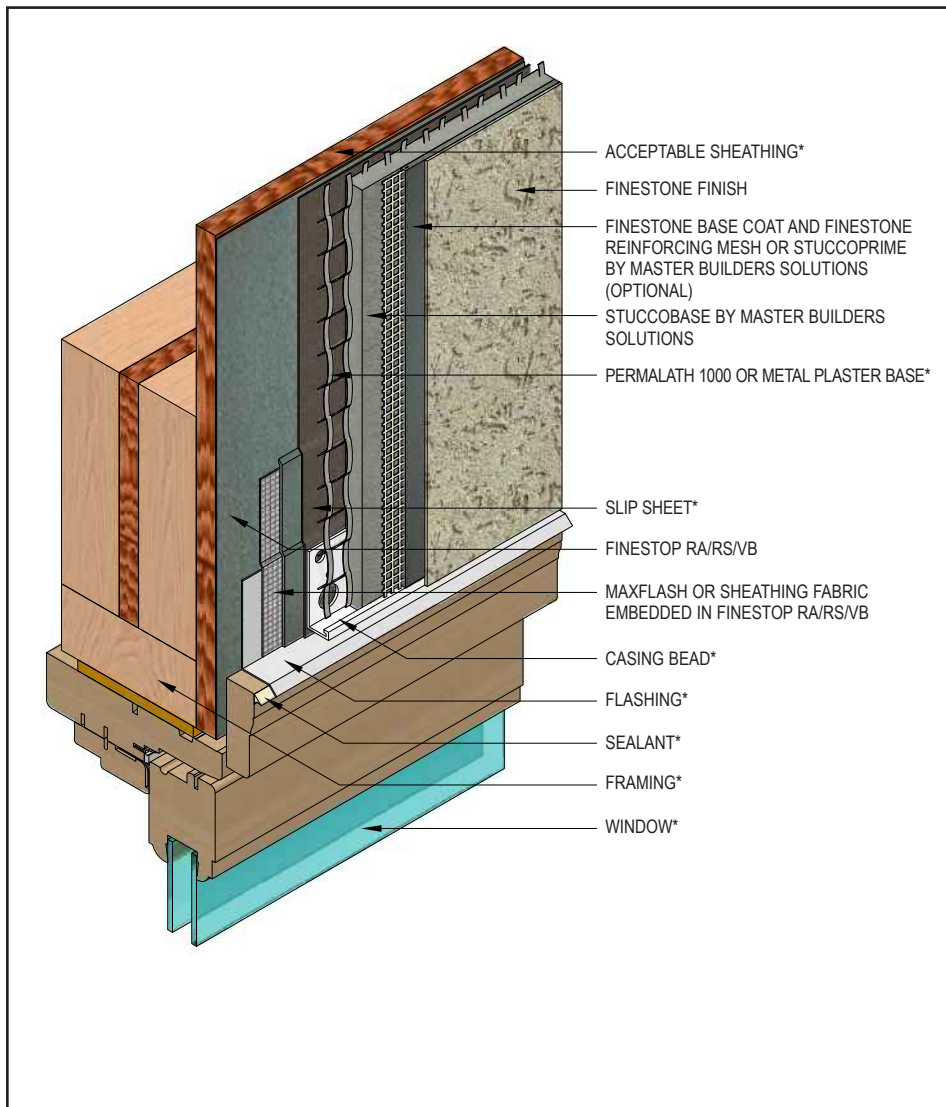 ACCEPTABLE SHEATHING*
FINESTONE FINISH
FINESTONE BASE COAT AND FINESTONE
REINFORCING MESH OR STUCCOPRIME
BY MASTER BUILDERS SOLUTIONS
(OPTIONAL)
STUCCOBASE BY MASTER BUILDERS
SOLUTIONS
PERMALATH 1000 OR METAL PLASTER BASE*
SLIP SHEET*
FINESTOP RA/RS/VB
MAXFLASH OR SHEATHING FABRIC
EMBEDDED IN FINESTOP RA/RS/VB
CASING BEAD*
FLASHING*
SEALANT*
FRAMING*
WINDOW*